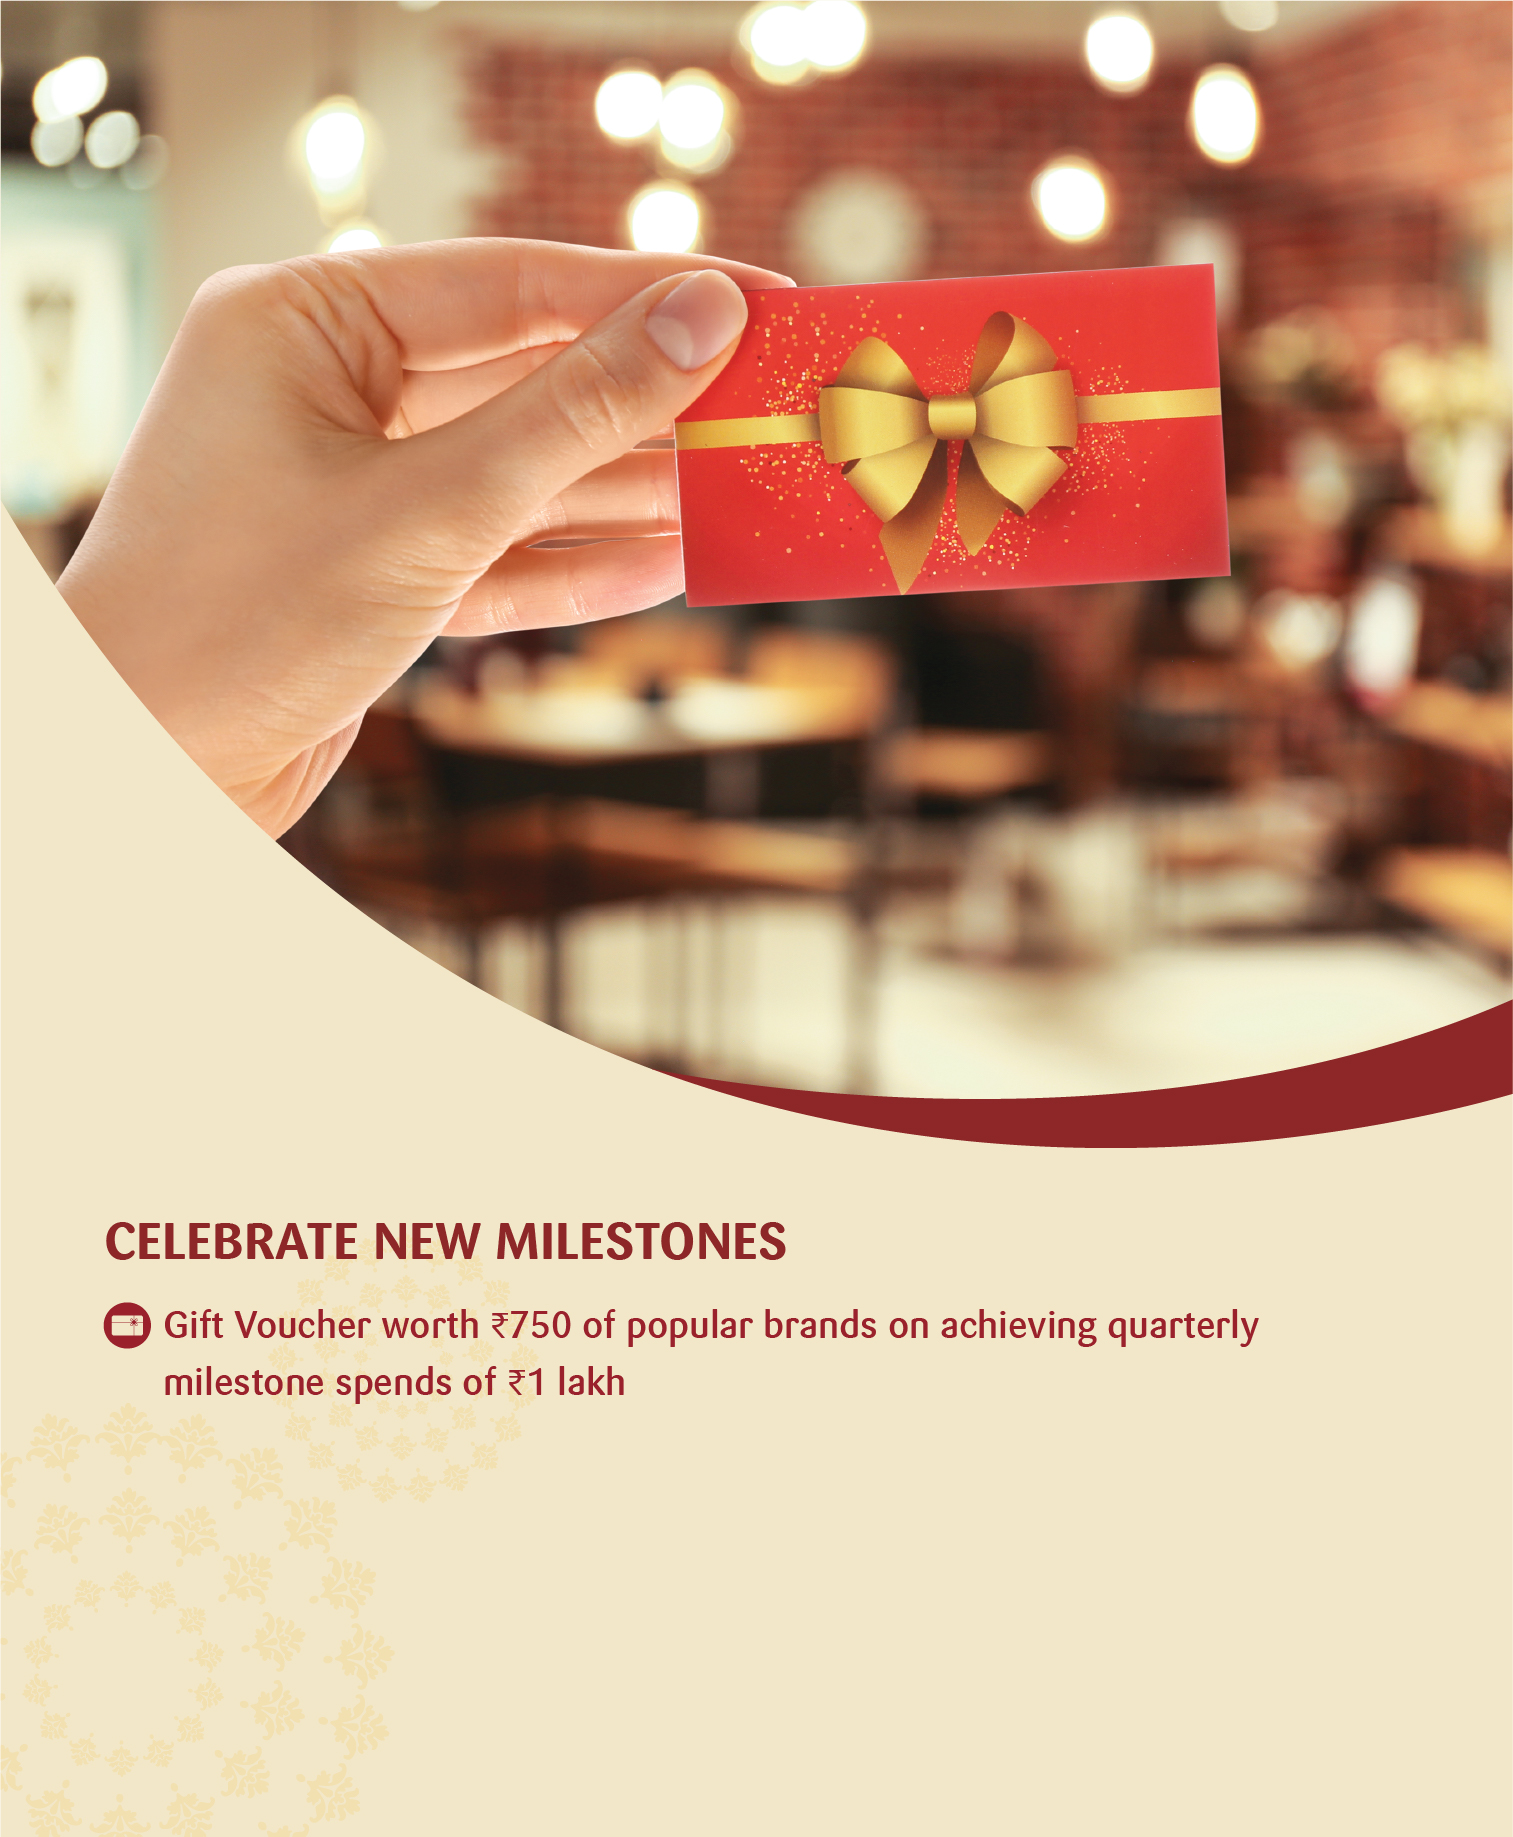 CELEBRATE NEW MILESTONES
Gift Voucher worth ₹750 of popular brands on achieving quarterly
milestone spends of ₹1 lakh